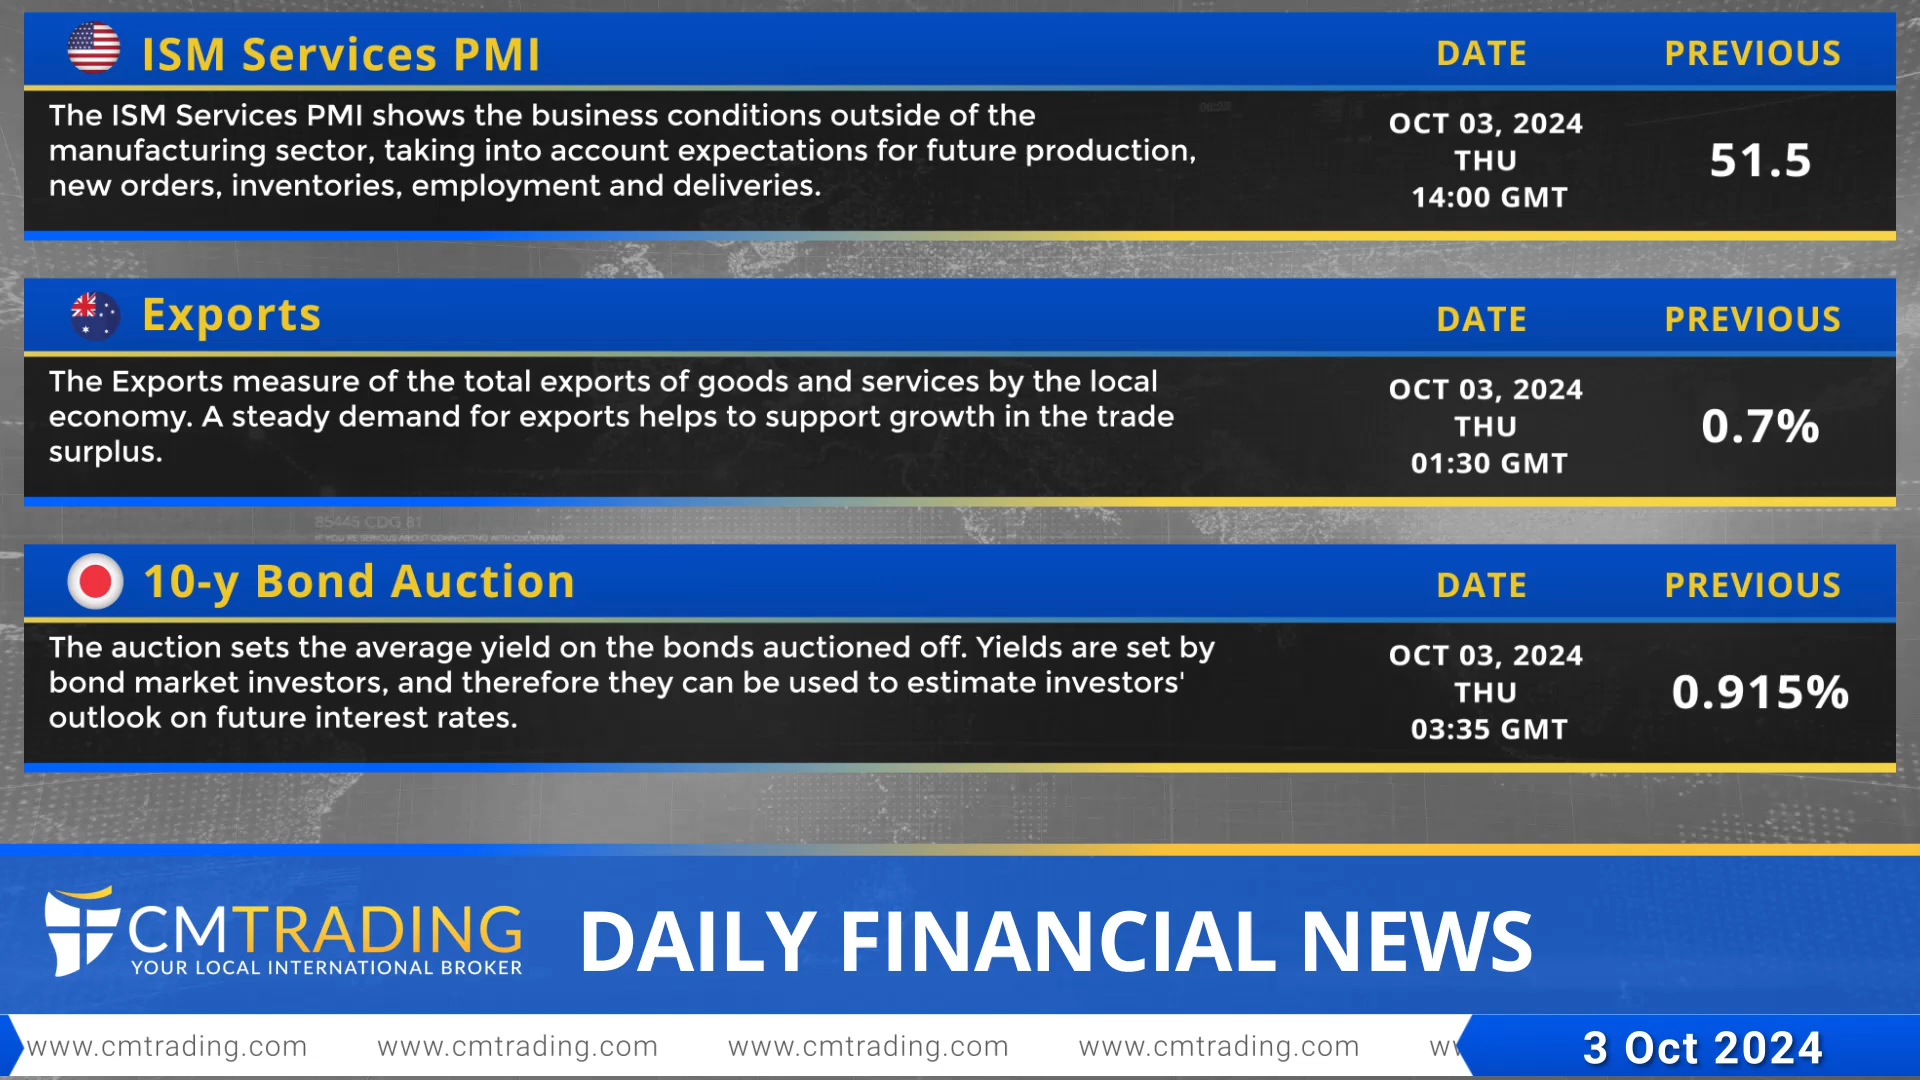 ISM Services PMI
DATE
PREVIOUS
The ISM Services PMI shows the business conditions outside of the
manufacturing sector, taking into account expectations for future production,
new orders, inventories, employment and deliveries.
OCT 03, 2024
THU
14:00 GMT
51.5
Exports
DATE
PREVIOUS
The Exports measure of the total exports of goods and services by the local
economy. A steady demand for exports helps to support growth in the trade
surplus.
OCT 03, 2024
THU
01:30 GMT
0.7%
85445 CDG 81
10-y Bond Auction
DATE
PREVIOUS
The auction sets the average yield on the bonds auctioned off. Yields are set by
bond market investors, and therefore they can be used to estimate investors'
outlook on future interest rates.
OCT 03, 2024
THU
03:35 GMT
0.915%
CMTRADING
YOUR LOCAL INTERNATIONAL BROKER
DAILY FINANCIAL NEWS
www.cmtrading.com www.cmtrading.com www.cmtrading.com www.cmtrading.com
3 Oct 2024